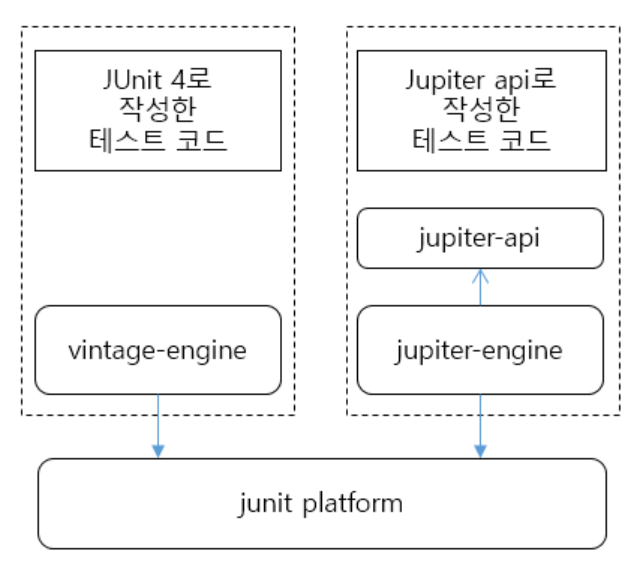 JUnit 4로
작성한
테스트 코드
Jupiter api로
작성한
테스트 코드
jupiter-api
vintage-engine
jupiter-engine
junit platform